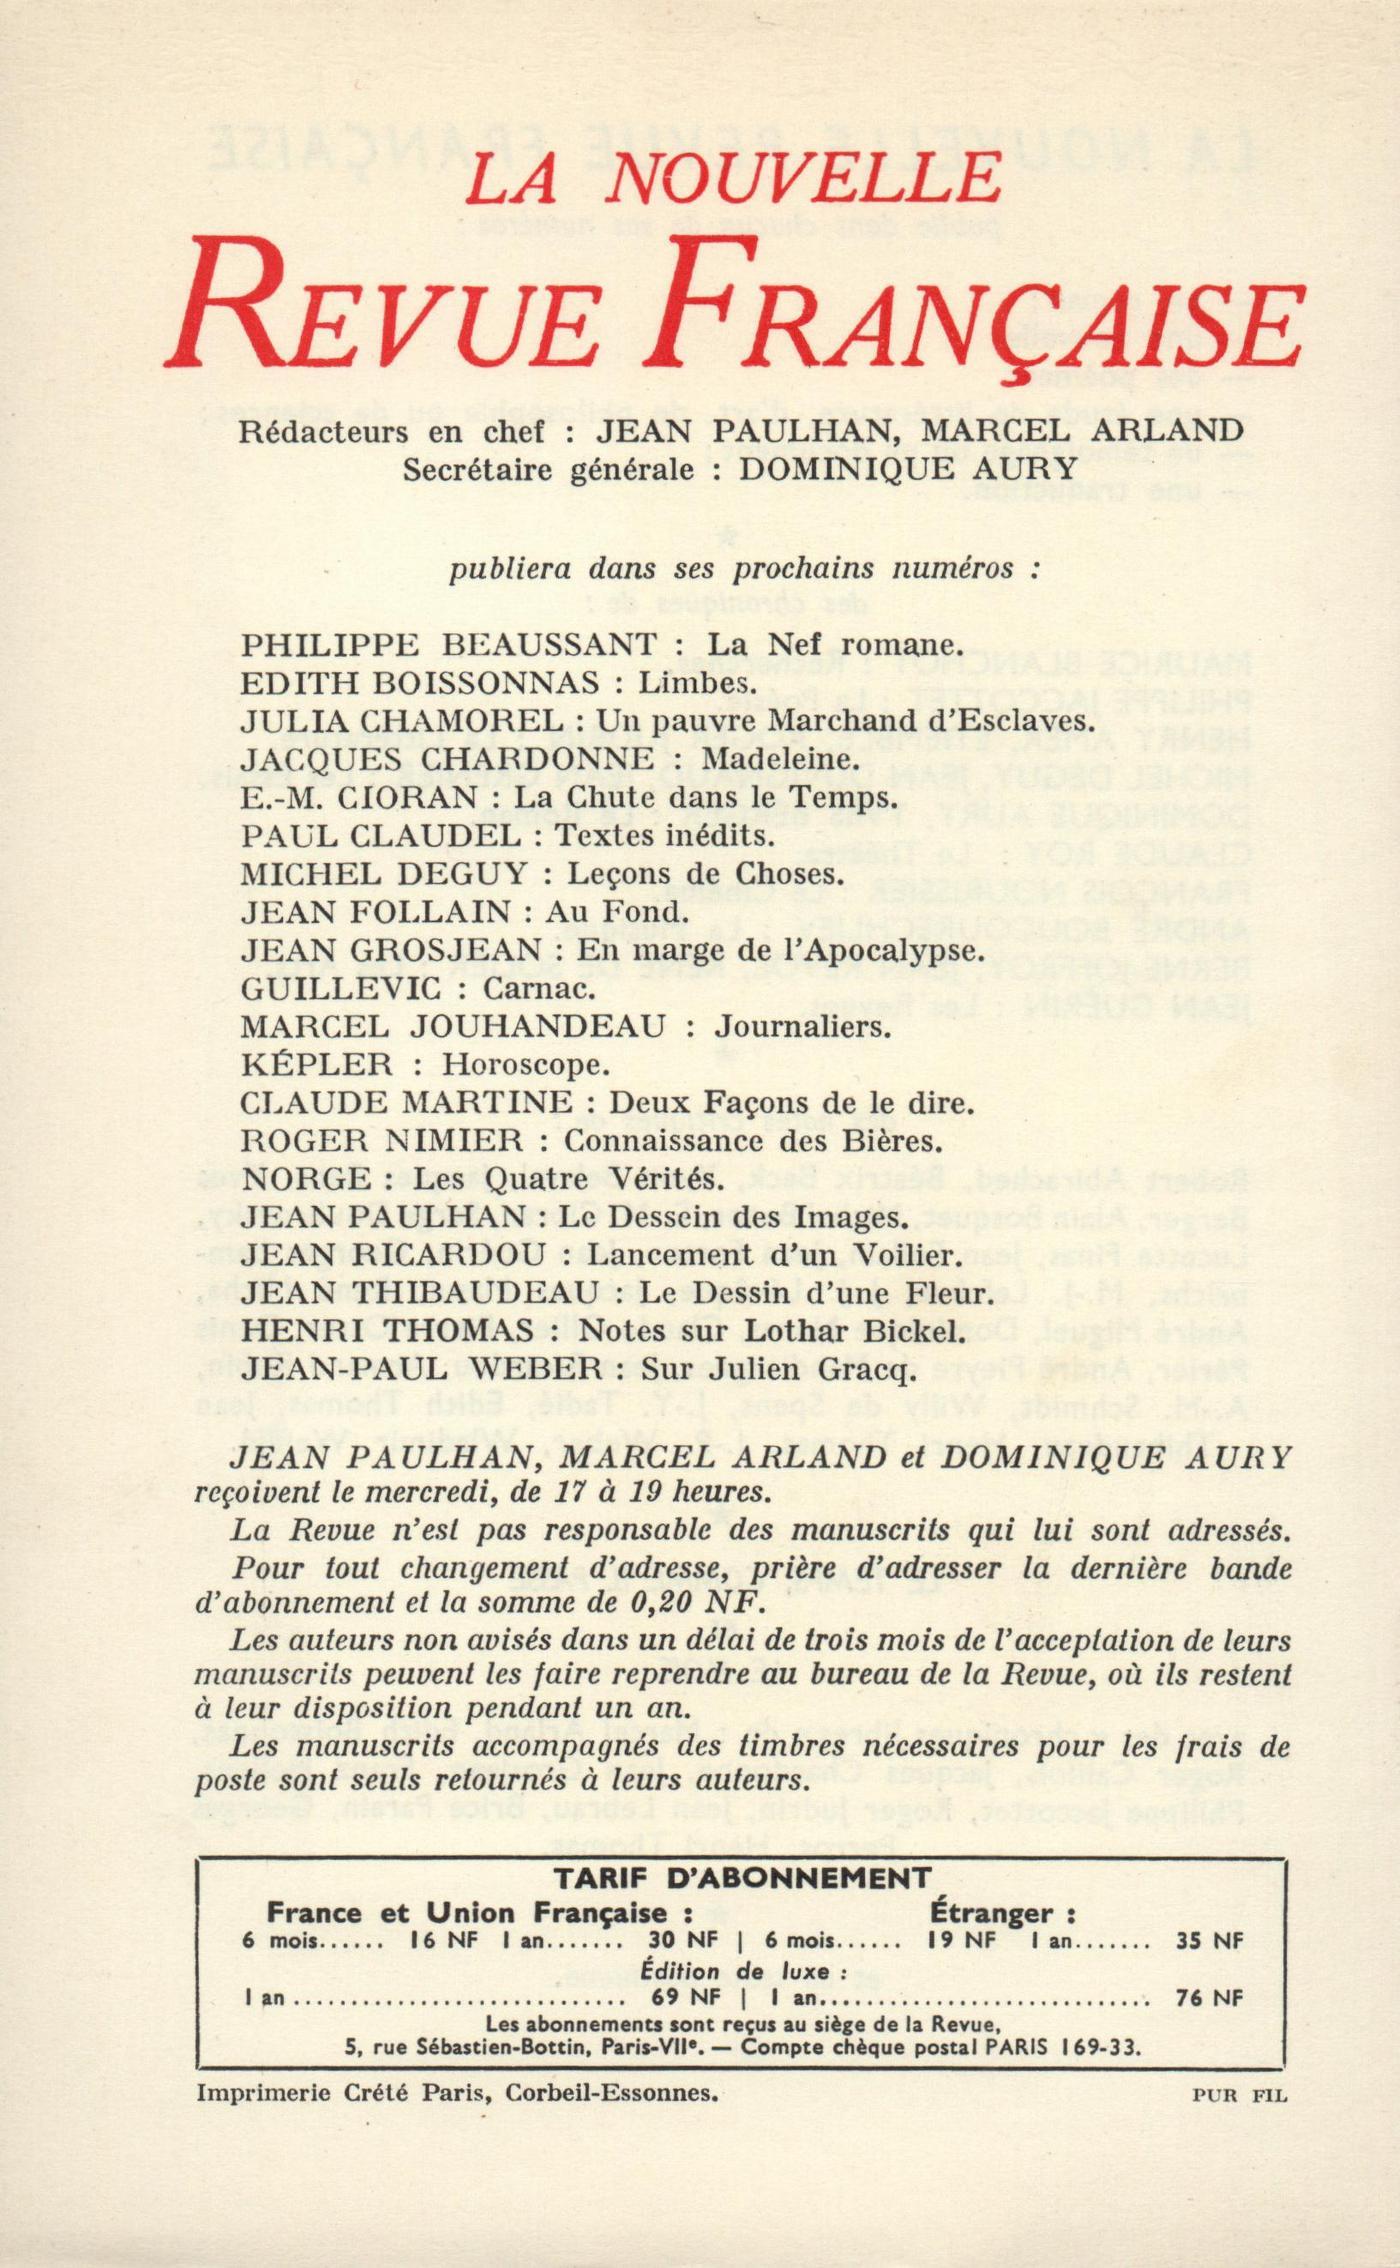 LA NOUVELLE
REVUE FRANÇAISE
Rédacteurs en chef : JEAN PAULHAN, MARCEL ARLAND
Secrétaire générale : DOMINIQUE AURY
publiera dans ses prochains numéros :
PHILIPPE BEAUSSANT : La Nef romane.
EDITH BOISSONNAS : Limbes.
JULIA CHAMOREL : Un pauvre Marchand d'Esclaves.
JACQUES CHARDONNE : Madeleine.
E.-M. CIORAN : La Chute dans le Temps.
PAUL CLAUDEL : Textes inédits.
MICHEL DEGUY : Leçons de Choses.
JEAN FOLLAIN : Au Fond.
JEAN GROSJEAN : En marge de l'Apocalypse.
GUILLEVIC : Carnac.
MARCEL JOUHANDEAU : Journaliers.
KÉPLER : Horoscope.
CLAUDE MARTINE : Deux Façons de le dire.
ROGER NIMIER : Connaissance des Bières.
NORGE : Les Quatre Vérités.
JEAN PAULHAN : Le Dessein des Images.
JEAN RICARDOU : Lancement d'un Voilier.
JEAN THIBAUDEAU : Le Dessin d'une Fleur.
HENRI THOMAS : Notes sur Lothar Bickel.
JEAN-PAUL WEBER : Sur Julien Gracq.
JEAN PAULHAN, MARCEL ARLAND et DOMINIQUE AURY
reçoivent le mercredi, de 17 à 19 heures.
La Revue n'est pas responsable des manuscrits qui lui sont adressés.
Pour tout changement d'adresse, prière d'adresser la dernière bande
d'abonnement et la somme de 0,20 NF.
Les auteurs non avisés dans un délai de trois mois de l'acceptation de leurs
manuscrits peuvent les faire reprendre au bureau de la Revue, où ils restent
à leur disposition pendant un an.
Les manuscrits accompagnés des timbres nécessaires pour les frais de
poste sont seuls retournés à leurs auteurs.
TARIF D'ABONNEMENT
France et Union Française : Étranger :
6 mois...... 16 NF 1 an....... 30 NF | 6 mois...... 19 NF 1 an....... 35 NF
Édition de luxe :
1 an ............................. 69 NF | 1 an............................. 76 NF
Les abonnements sont reçus au siège de la Revue,
5, rue Sébastien-Bottin, Paris-VIIe. — Compte chèque postal PARIS 169-33.
Imprimerie Crété Paris, Corbeil-Essonnes. PUR FIL